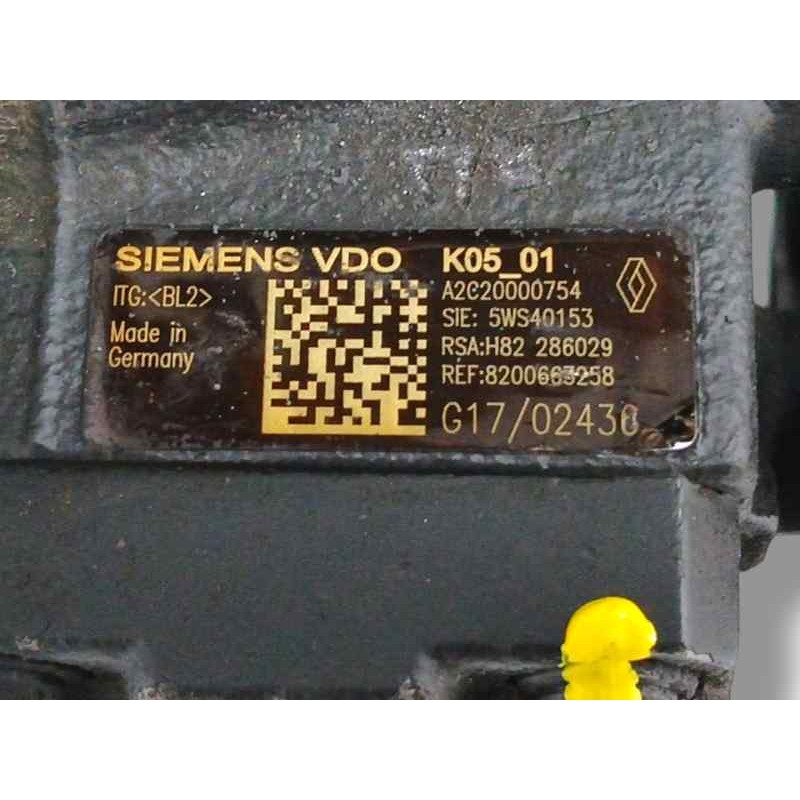 SIEMENS VDO K05_01
ITG:<BL2> A2C20000754
SIE: 5WS40153
Made in
Germany
RSA:H82 286029
REF:8200663258
G17/02430